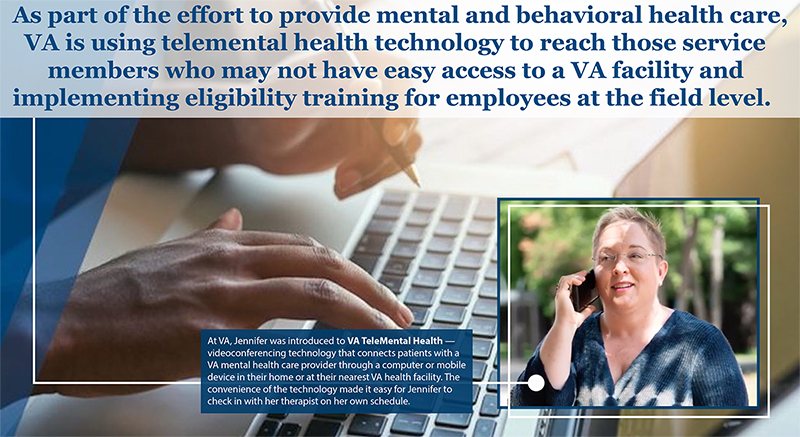 As part of the effort to provide mental and behavioral health care,
VA is using telemental health technology to reach those service
members who may not have easy access to a VA facility and
implementing eligibility training for employees at the field level.
At VA, Jennifer was introduced to VA TeleMental Health —
videoconferencing technology that connects patients with a
VA mental health care provider through a computer or mobile
device in their home or at their nearest VA health facility. The
convenience of the technology made it easy for Jennifer to
check in with her therapist on her own schedule.